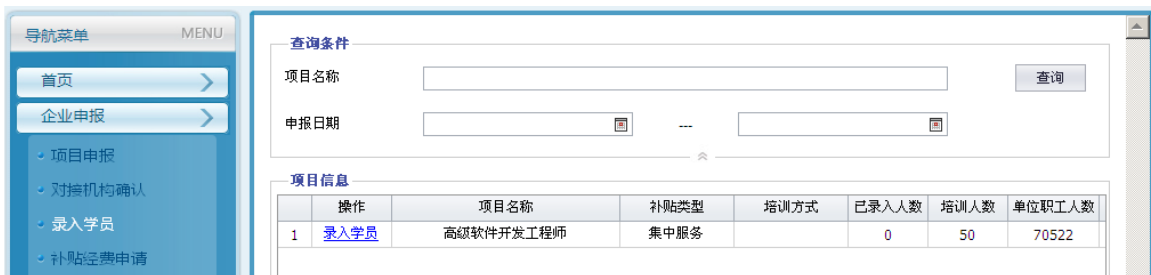 导航菜单 MENU
首页
企业申报
项目申报
对接机构确认
录入学员
补贴经费申请
查询条件
项目名称 查询
申报日期 ---
项目信息
操作 项目名称 补贴类型 培训方式 已录入人数 培训人数 单位职工人数
1 录入学员 高级软件开发工程师 集中服务 0 50 70522